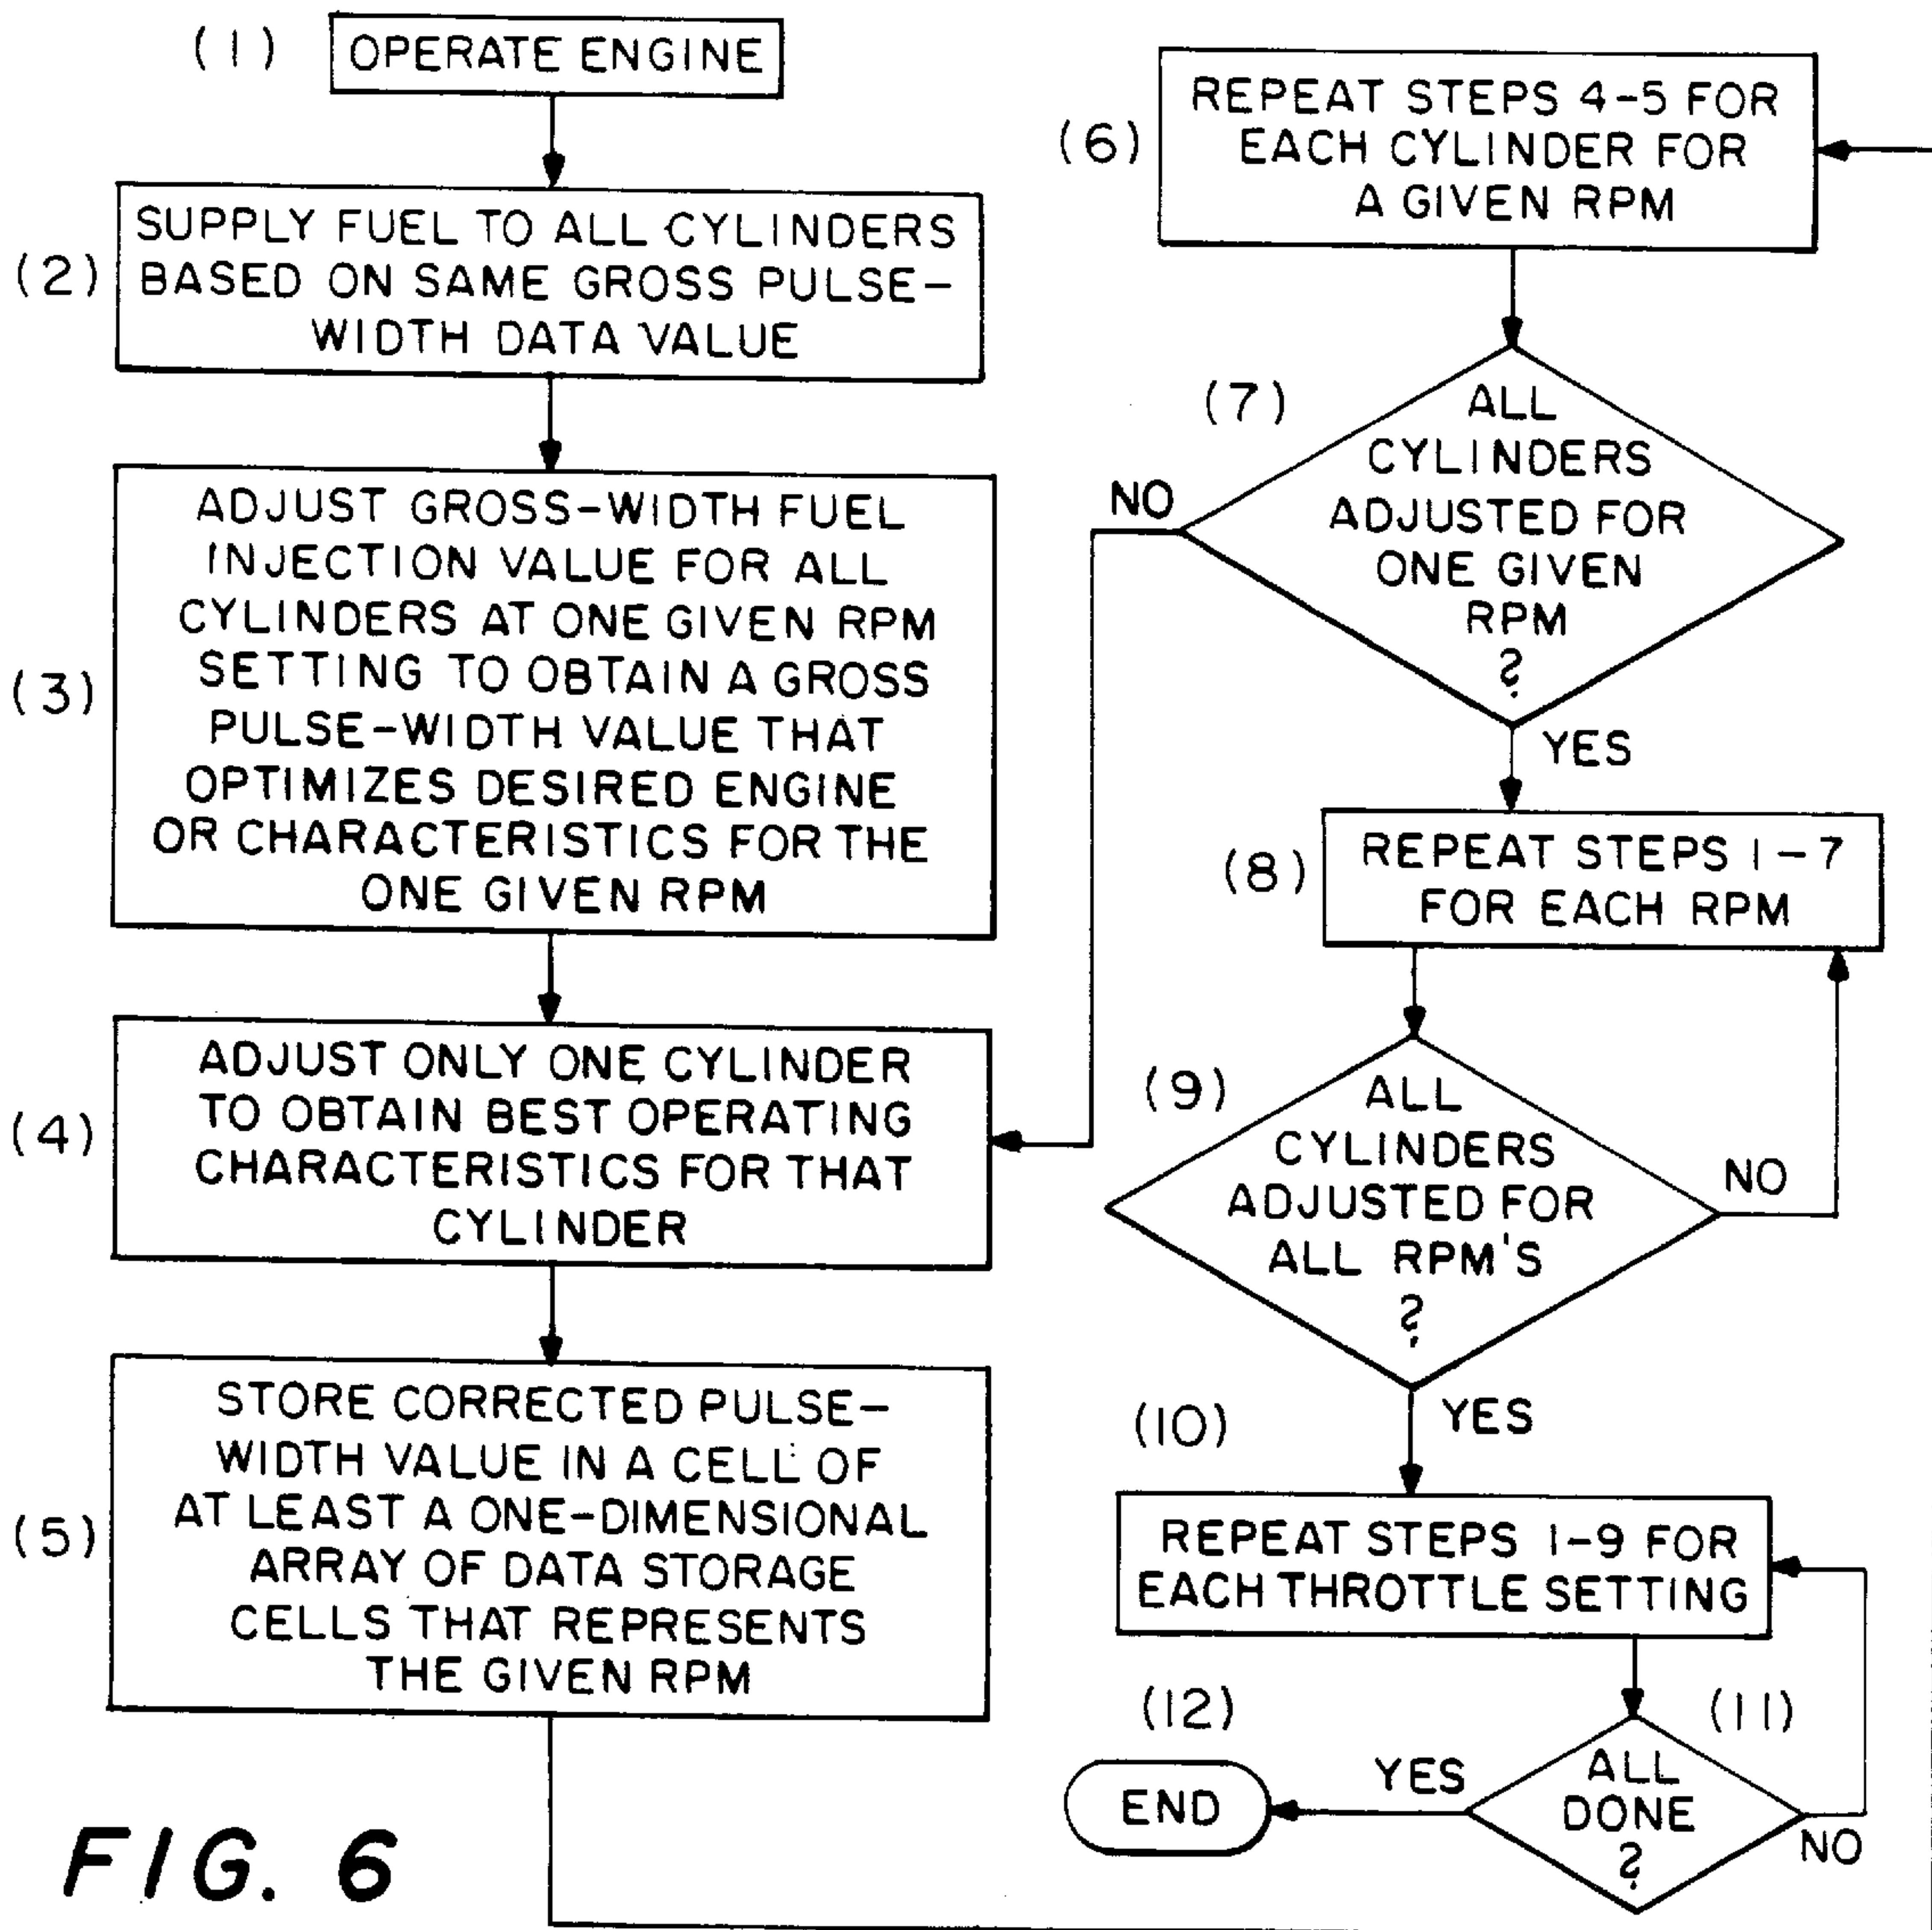 (1)
OPERATE ENGINE
(2)
SUPPLY FUEL TO ALL CYLINDERS
BASED ON SAME GROSS PULSE-
WIDTH DATA VALUE
(3)
ADJUST GROSS-WIDTH FUEL
INJECTION VALUE FOR ALL
CYLINDERS AT ONE GIVEN RPM
SETTING TO OBTAIN A GROSS
PULSE-WIDTH VALUE THAT
OPTIMIZES DESIRED ENGINE
OR CHARACTERISTICS FOR THE
ONE GIVEN RPM
(4)
ADJUST ONLY ONE CYLINDER
TO OBTAIN BEST OPERATING
CHARACTERISTICS FOR THAT
CYLINDER
(5)
STORE CORRECTED PULSE-
WIDTH VALUE IN A CELL OF
AT LEAST A ONE-DIMENSIONAL
ARRAY OF DATA STORAGE
CELLS THAT REPRESENTS
THE GIVEN RPM
(6)
REPEAT STEPS 4-5 FOR
EACH CYLINDER FOR
A GIVEN RPM
(7)
ALL
CYLINDERS
ADJUSTED FOR
ONE GIVEN
RPM
?
NO
YES
(8)
REPEAT STEPS 1-7
FOR EACH RPM
(9)
ALL
CYLINDERS
ADJUSTED FOR
ALL RPM'S
?
NO
YES
(10)
REPEAT STEPS 1-9 FOR
EACH THROTTLE SETTING
(11)
ALL
DONE
?
NO
YES
(12)
END
FIG. 6